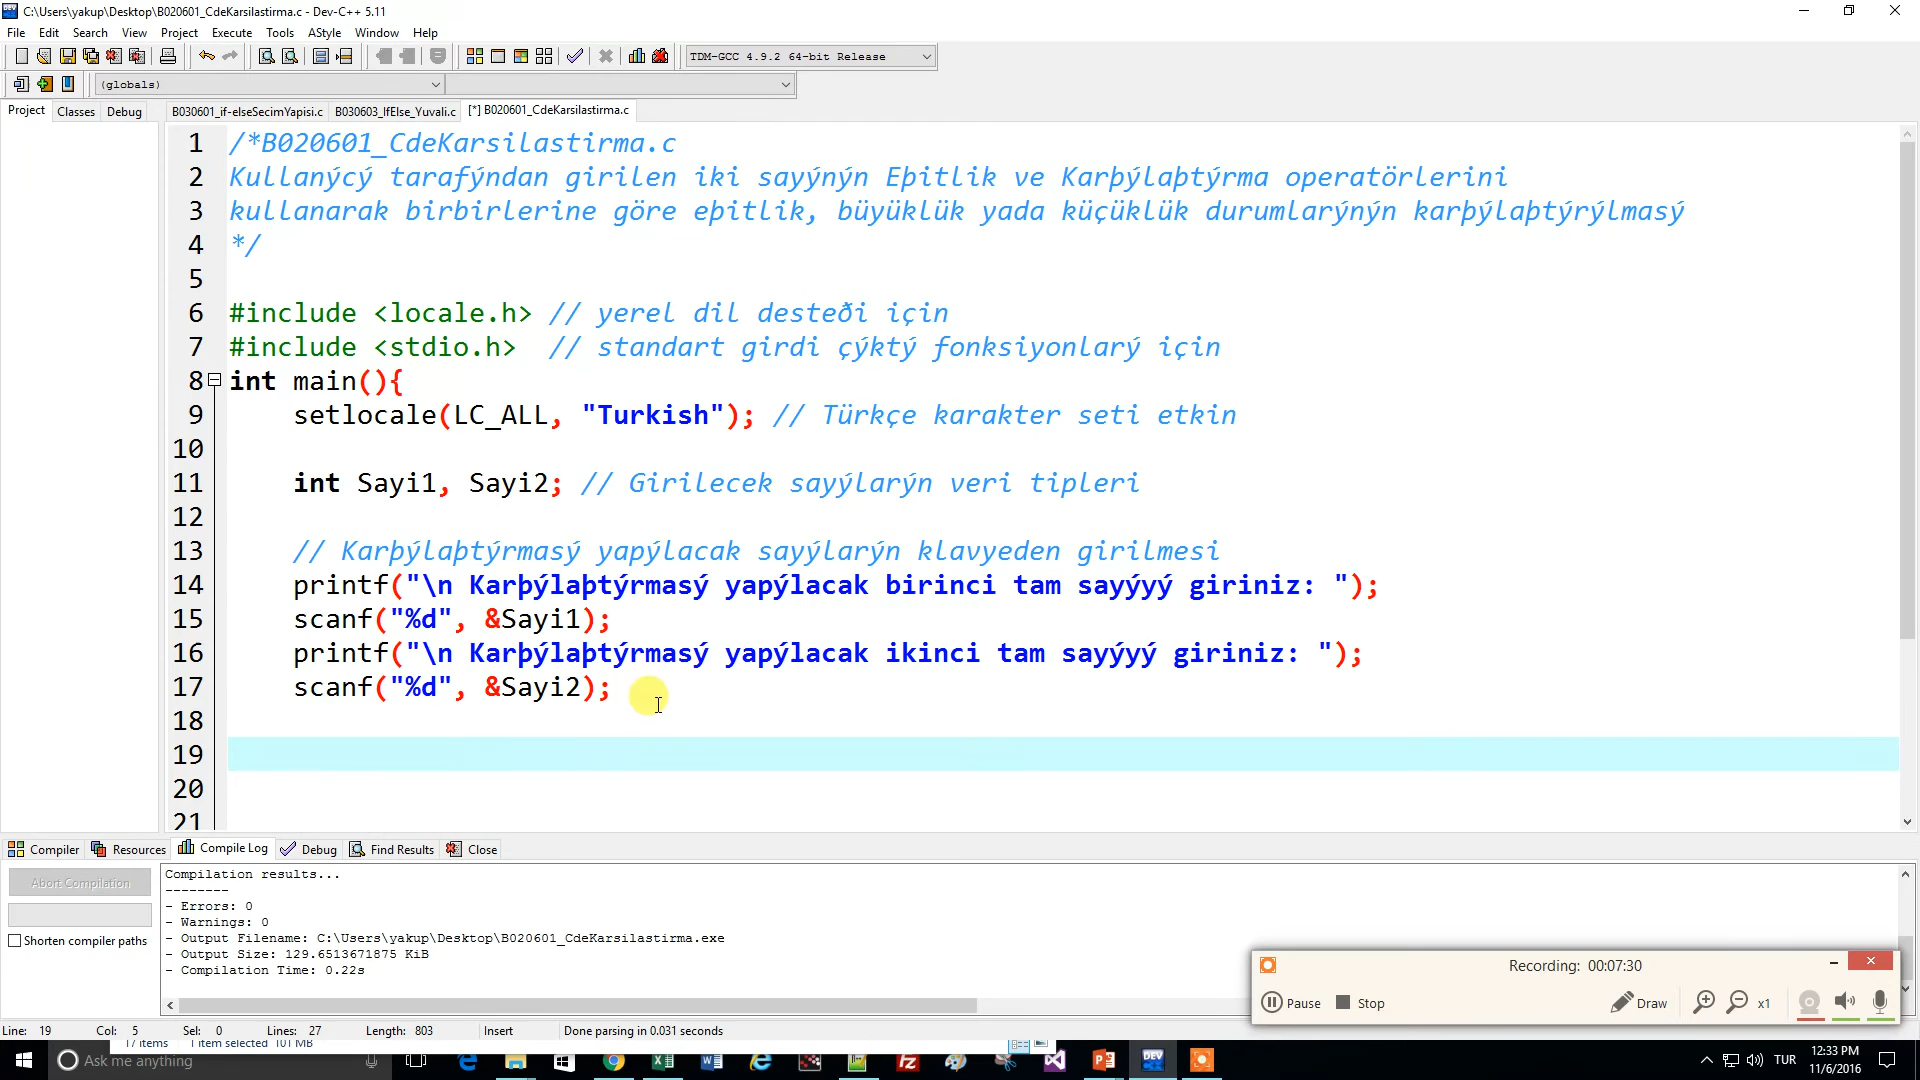 C:\Users\yakup\Desktop\B020601_CdeKarsilastirma.c - Dev-C++ 5.11
File Edit Search View Project Execute Tools AStyle Window Help
TDM-GCC 4.9.2 64-bit Release
(globals)
Project Classes Debug B030601_if-elseSecimYapisi.c B030603_IfElse_Yuvali.c [*] B020601_CdeKarsilastirma.c
1 /*B020601_CdeKarsilastirma.c
2 Kullanýcý tarafýndan girilen iki sayýnýn Eþitlik ve Karþýlaþtýrma operatörlerini
3 kullanarak birbirlerine göre eþitlik, büyüklük yada küçüklük durumlarýnýn karþýlaþtýrýlmasý
4 */
5
6 #include <locale.h> // yerel dil desteði için
7 #include <stdio.h> // standart girdi çýktý fonksiyonlarý için
8 int main(){
9 setlocale(LC_ALL, "Turkish"); // Türkçe karakter seti etkin
10
11 int Sayi1, Sayi2; // Girilecek sayýlarýn veri tipleri
12
13 // Karþýlaþtýrmasý yapýlacak sayýlarýn klavyeden girilmesi
14 printf("\n Karþýlaþtýrmasý yapýlacak birinci tam sayýyý giriniz: ");
15 scanf("%d", &Sayi1);
16 printf("\n Karþýlaþtýrmasý yapýlacak ikinci tam sayýyý giriniz: ");
17 scanf("%d", &Sayi2);
18
19
20
21
Compiler Resources Compile Log Debug Find Results Close
Abort Compilation
Shorten compiler paths
Compilation results...
--------
- Errors: 0
- Warnings: 0
- Output Filename: C:\Users\yakup\Desktop\B020601_CdeKarsilastirma.exe
- Output Size: 129.6513671875 KiB
- Compilation Time: 0.22s
Recording: 00:07:30
Pause Stop Draw x1
Line: 19 Col: 5 Sel: 0 Lines: 27 Length: 803 Insert Done parsing in 0.031 seconds
17 items 1 item selected 101 MB
Ask me anything
DEV
TUR
12:33 PM
11/6/2016